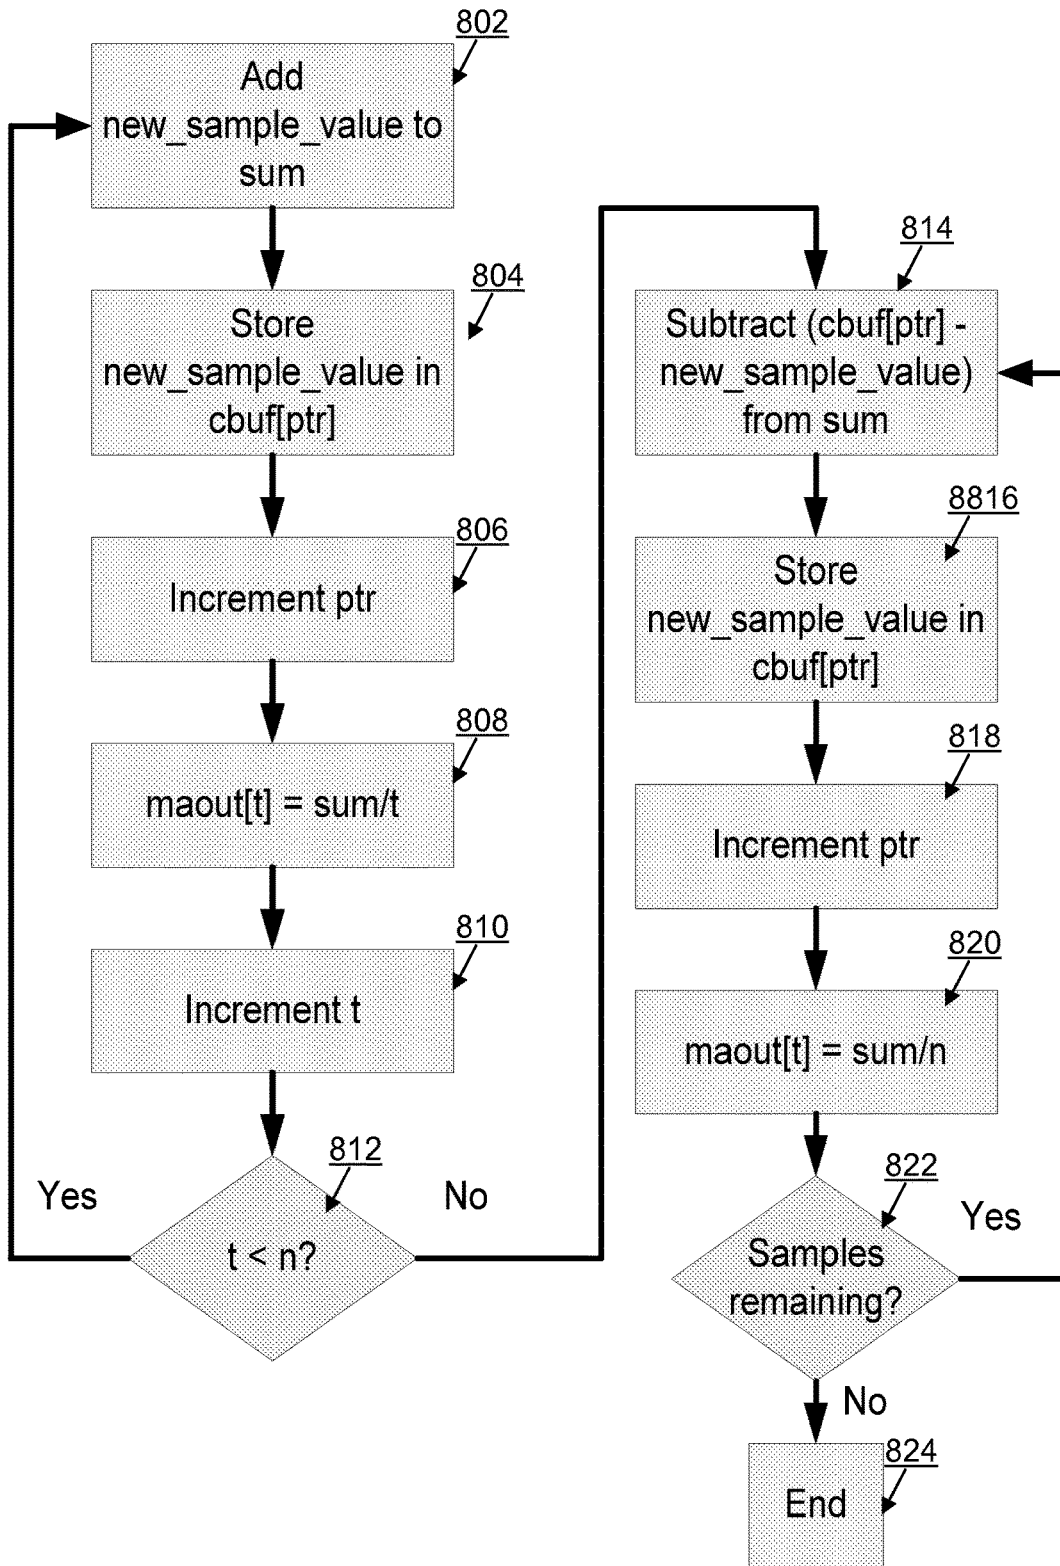 802
Add
new_sample_value to
sum
804
Store
new_sample_value in
cbuf[ptr]
806
Increment ptr
808
maout[t] = sum/t
810
Increment t
812
Yes
No
t < n?
814
Subtract (cbuf[ptr] -
new_sample_value)
from sum
8816
Store
new_sample_value in
cbuf[ptr]
818
Increment ptr
820
maout[t] = sum/n
822
Yes
Samples
remaining?
No
824
End